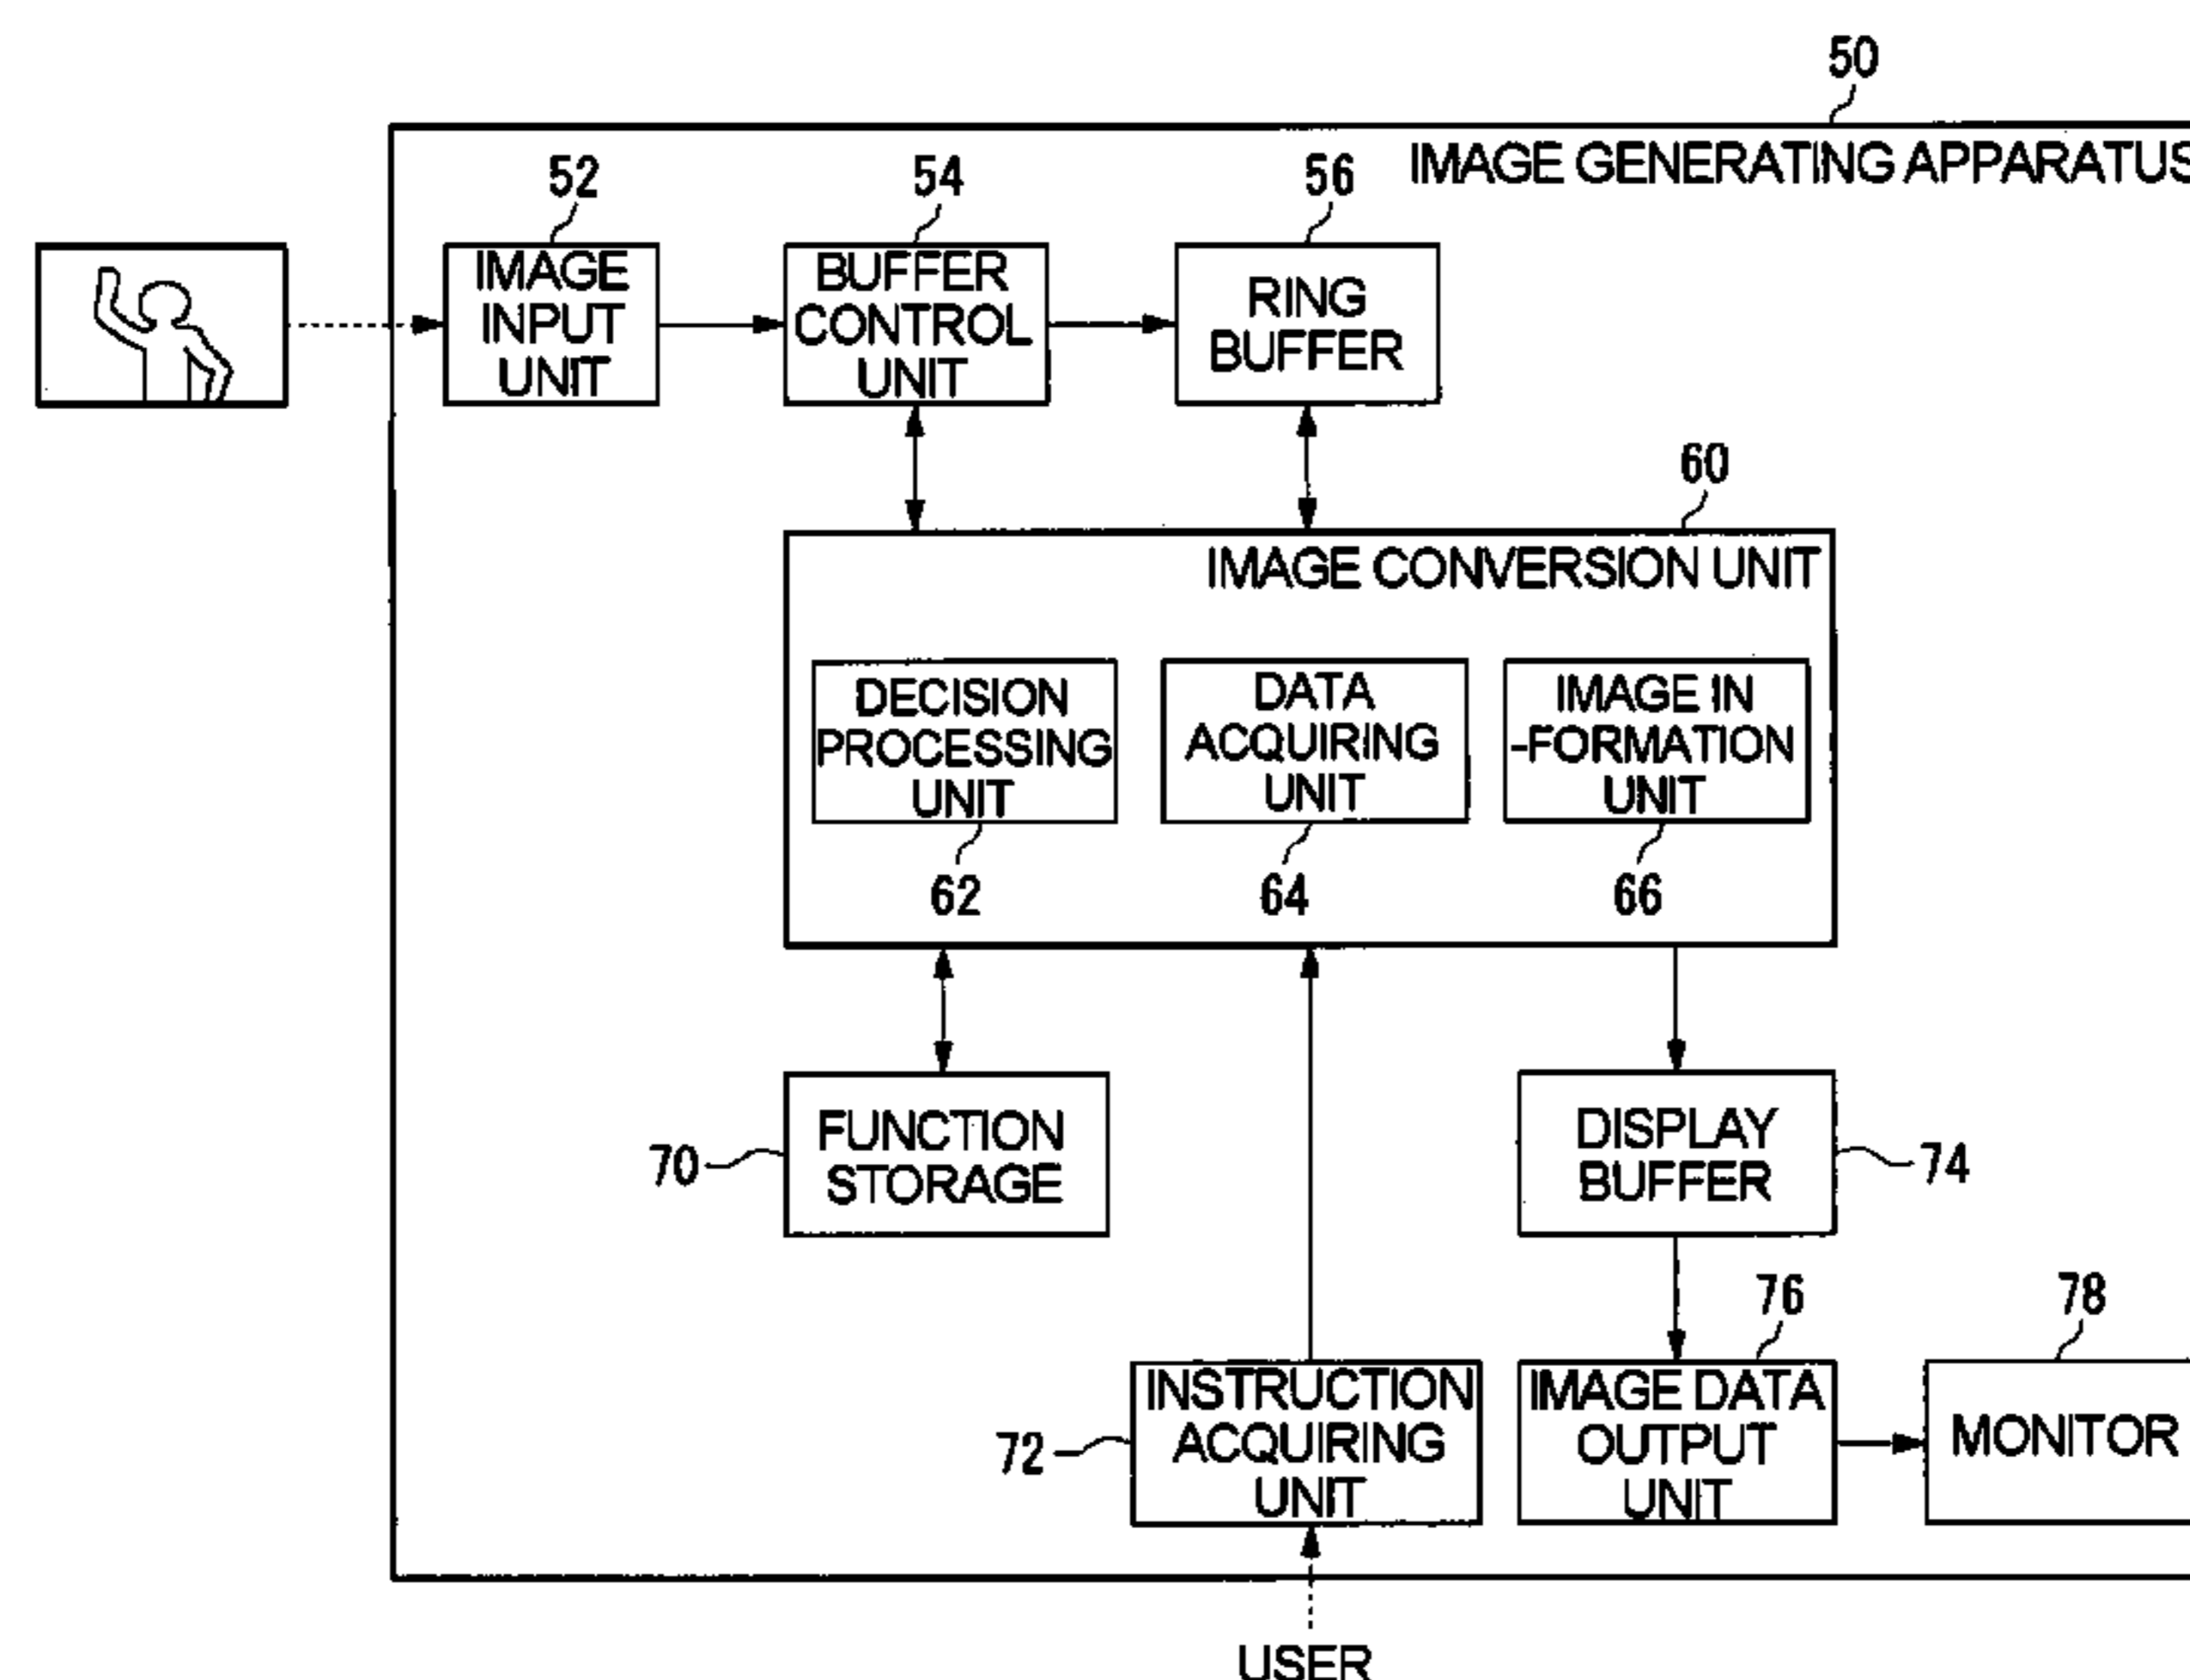 50
IMAGE GENERATING APPARATUS
52
54
56
IMAGE
INPUT
UNIT
BUFFER
CONTROL
UNIT
RING
BUFFER
60
IMAGE CONVERSION UNIT
DECISION
PROCESSING
UNIT
DATA
ACQUIRING
UNIT
IMAGE IN
-FORMATION
UNIT
62
64
66
70
FUNCTION
STORAGE
DISPLAY
BUFFER
74
76
78
72
INSTRUCTION
ACQUIRING
UNIT
IMAGE DATA
OUTPUT
UNIT
MONITOR
USER